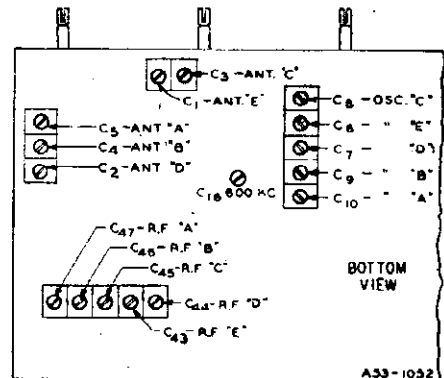 C3-ANT. "C"
C1-ANT. "E"
C5-ANT "A"
C4-ANT "B"
C2-ANT "D"
C8-OSC. "C"
C6- " "E"
C7- " "D"
C9- " "B"
C10- " "A"
C18 600 KC
C47-R.F "A"
C46-R.F "B"
C45-R.F "C"
C44-R.F "D"
C43-R.F "E"
BOTTOM
VIEW
A53-1052